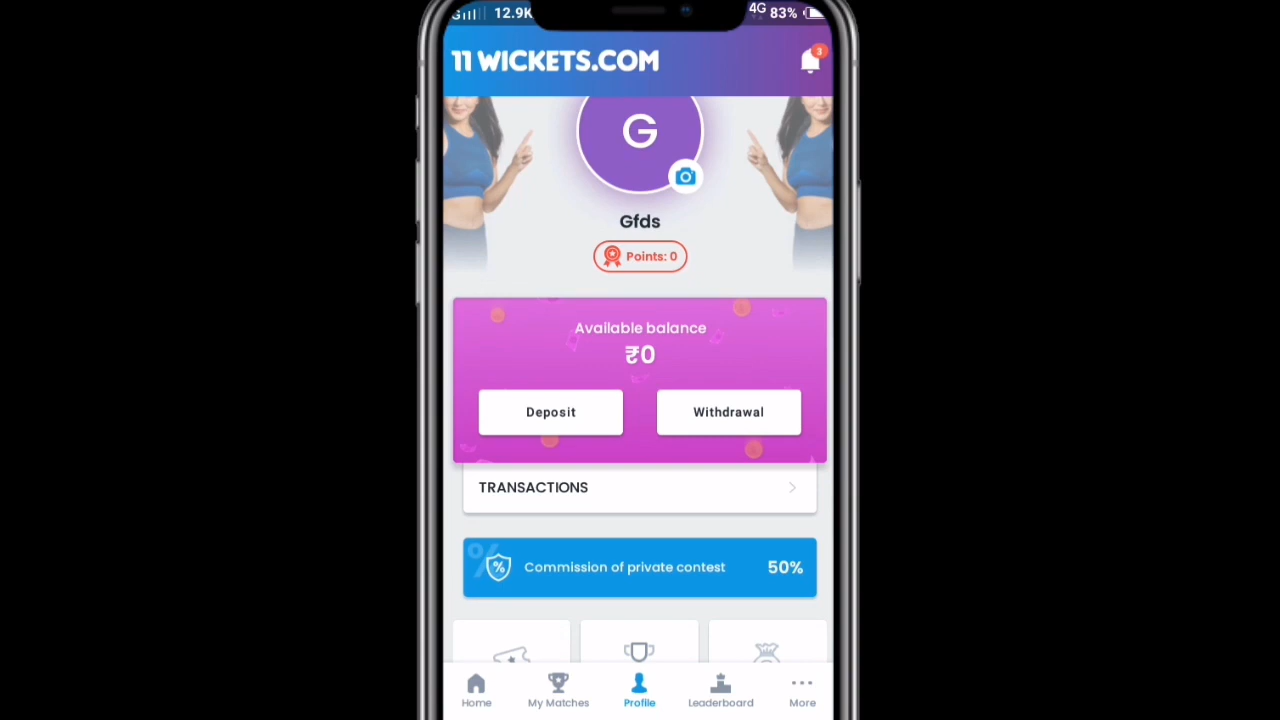 12.9K
4G 83%
11 WICKETS.COM
3
G
Gfds
Points: 0
Available balance
₹0
Deposit
Withdrawal
TRANSACTIONS
%
% Commission of private contest 50%
Home
My Matches
Profile
Leaderboard
More